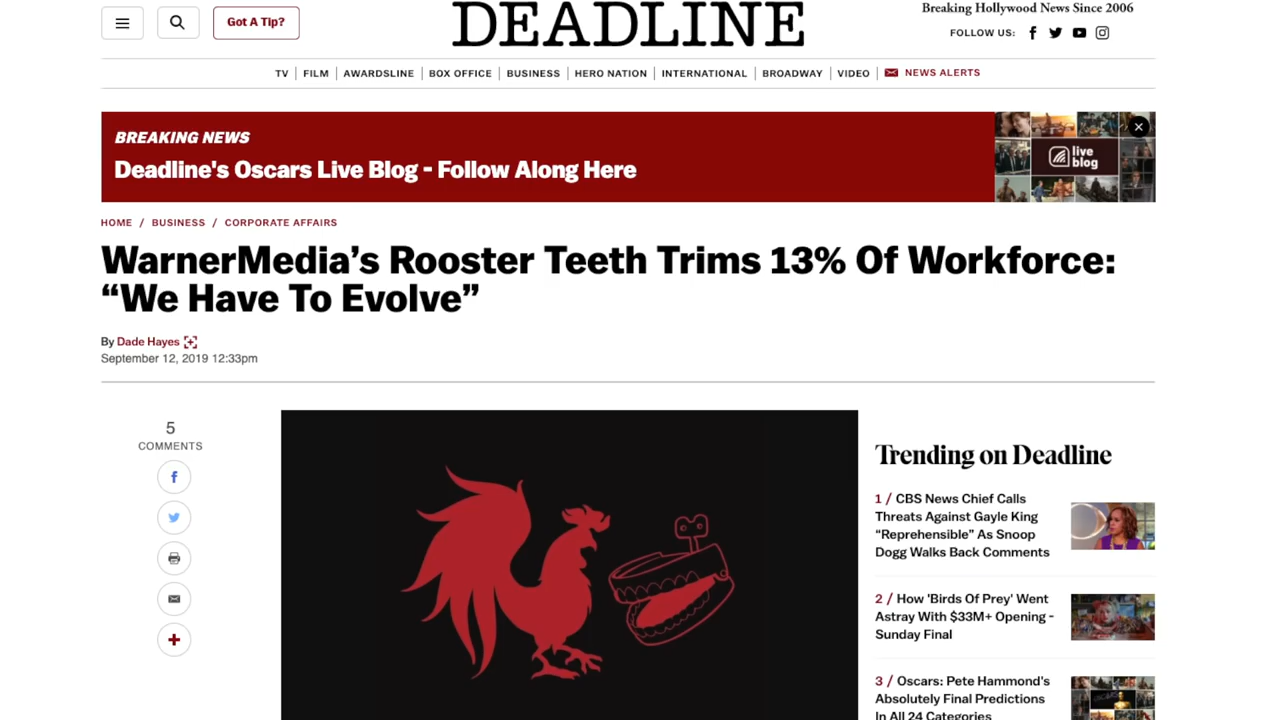 Got A Tip?
DEADLINE
Breaking Hollywood News Since 2006
FOLLOW US:
TV | FILM | AWARDSLINE | BOX OFFICE | BUSINESS | HERO NATION | INTERNATIONAL | BROADWAY | VIDEO | NEWS ALERTS
BREAKING NEWS
Deadline's Oscars Live Blog - Follow Along Here
live
blog
HOME / BUSINESS / CORPORATE AFFAIRS
WarnerMedia’s Rooster Teeth Trims 13% Of Workforce:
“We Have To Evolve”
By Dade Hayes
September 12, 2019 12:33pm
5
COMMENTS
Trending on Deadline
1 / CBS News Chief Calls
Threats Against Gayle King
“Reprehensible” As Snoop
Dogg Walks Back Comments
2 / How 'Birds Of Prey' Went
Astray With $33M+ Opening -
Sunday Final
3 / Oscars: Pete Hammond's
Absolutely Final Predictions
In All 24 Categories